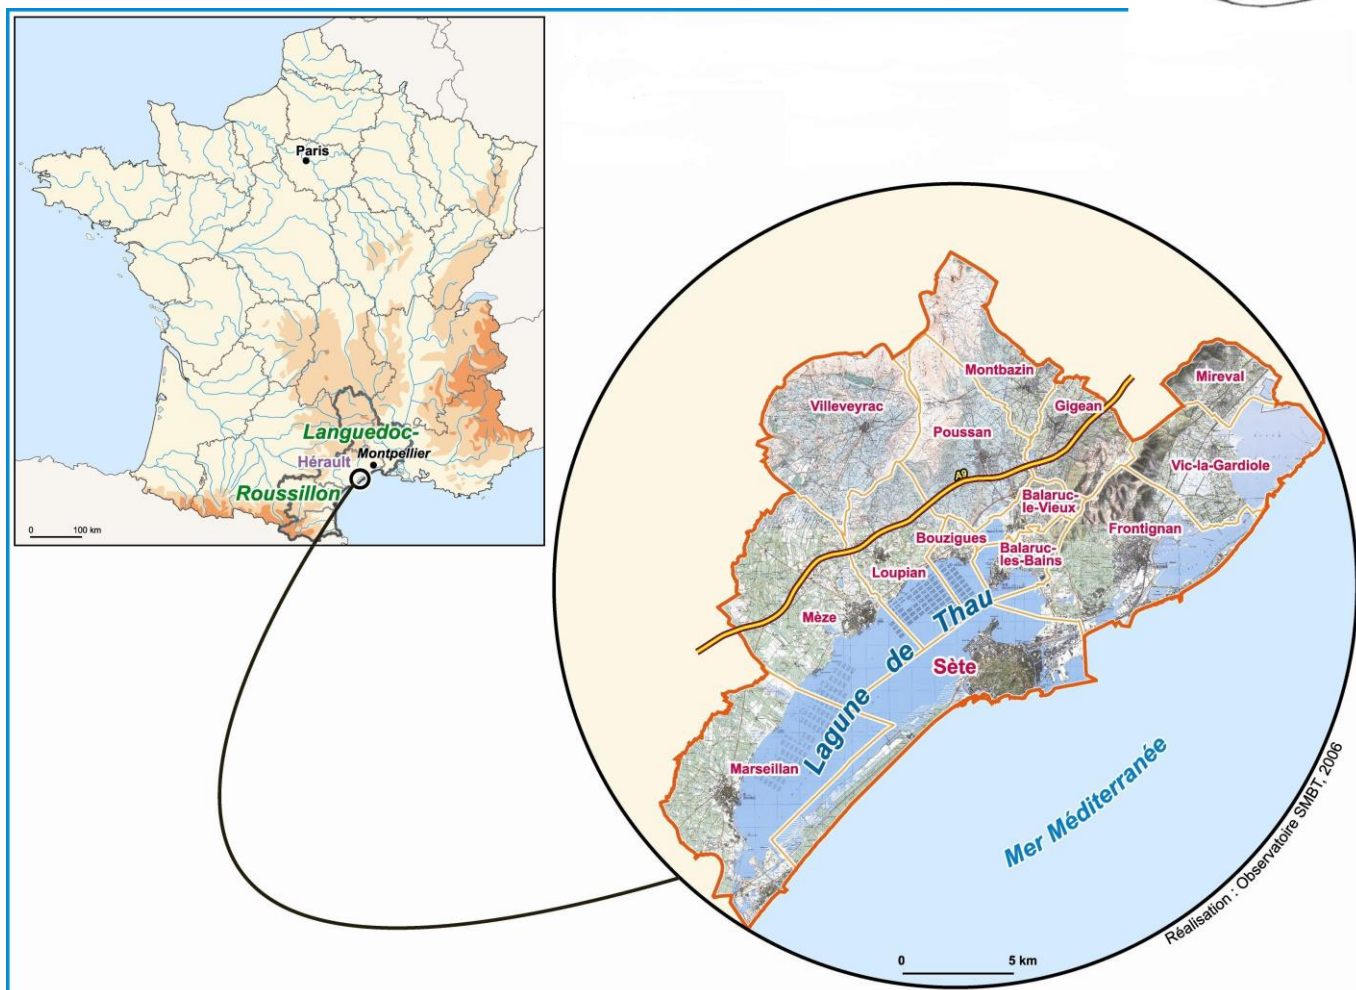 Paris
Languedoc-
Hérault
Montpellier
Roussillon
0 100 km
Mireval
Montbazin
Villeveyrac
Gigean
Poussan
Vic-la-Gardiole
A9
Balaruc-
le-Vieux
Frontignan
Bouzigues
Balaruc-
les-Bains
Loupian
Mèze
Lagune de Thau
Sète
Marseillan
Mer Méditerranée
Réalisation : Observatoire SMBT, 2006
0 5 km